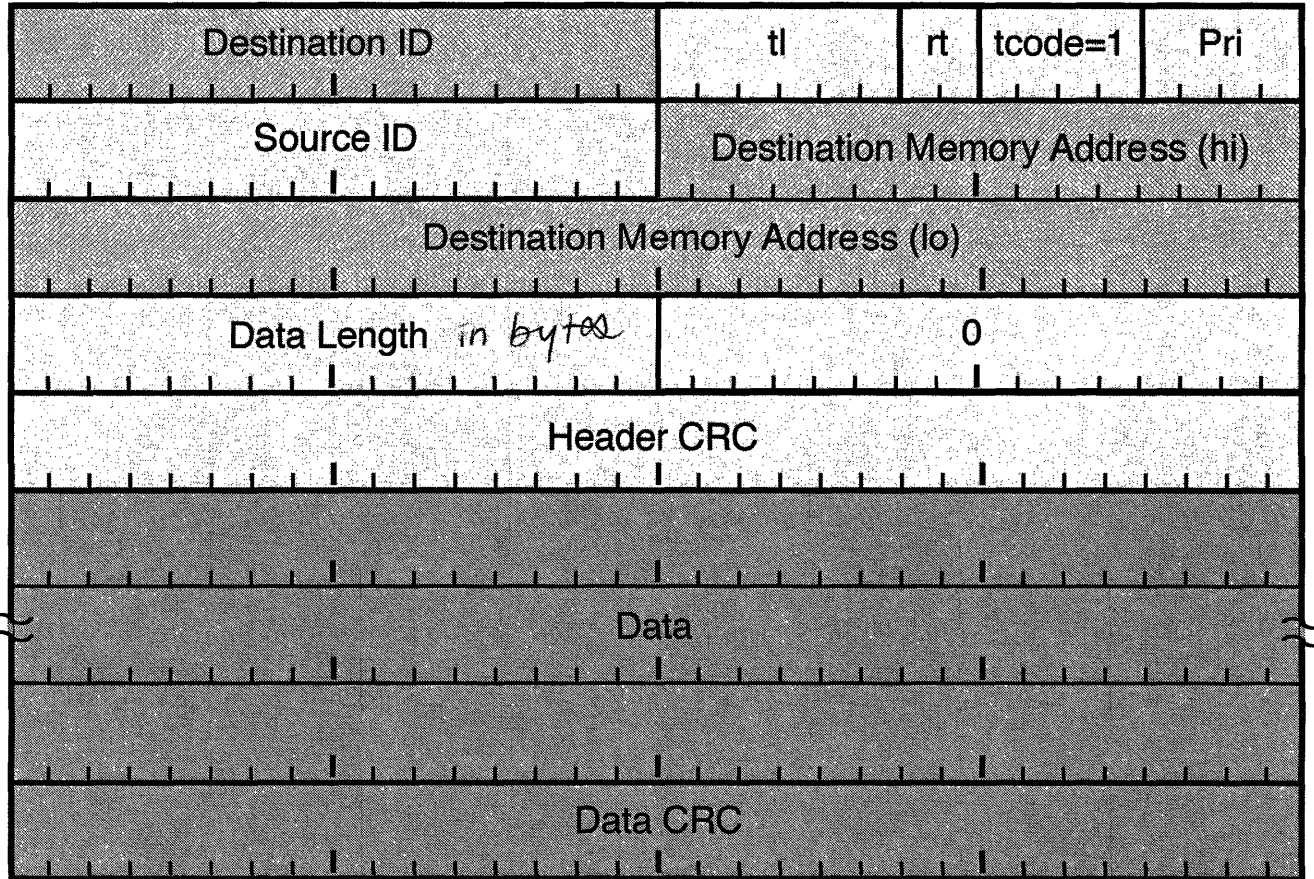 Destination ID tl rt tcode=1 Pri
Source ID Destination Memory Address (hi)
Destination Memory Address (lo)
Data Length in bytes 0
Header CRC
Data
Data CRC